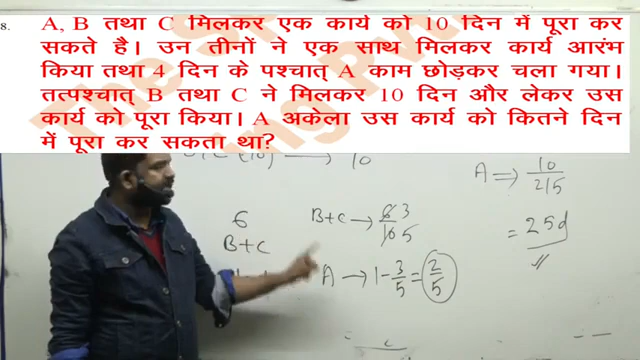 8. A, B तथा C मिलकर एक कार्य को 10 दिन में पूरा कर
सकते है। उन तीनों ने एक साथ मिलकर कार्य आरंभ
किया तथा 4 दिन के पश्चात् A काम छोड़कर चला गया।
तत्पश्चात् B तथा C ने मिलकर 10 दिन और लेकर उस
कार्य को पूरा किया। A अकेला उस कार्य को कितने दिन
में पूरा कर सकता था?
10
6
B+C
B+C → 6 3
10 5
A → 1 - 3/5 = 2/5
A ⇒ 10
2/5
= 25d